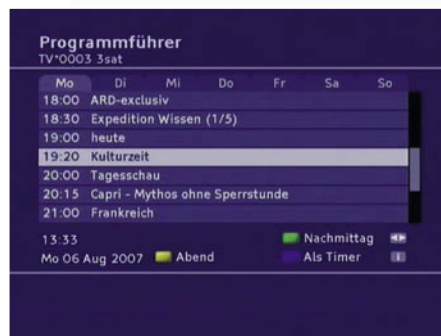 Programmführer
TV*0003 3sat
Mo Di Mi Do Fr Sa So
18:00 ARD-exclusiv
18:30 Expedition Wissen (1/5)
19:00 heute
19:20 Kulturzeit
20:00 Tagesschau
20:15 Capri - Mythos ohne Sperrstunde
21:00 Frankreich
13:33 Nachmittag
Mo 06 Aug 2007 Abend Als Timer i